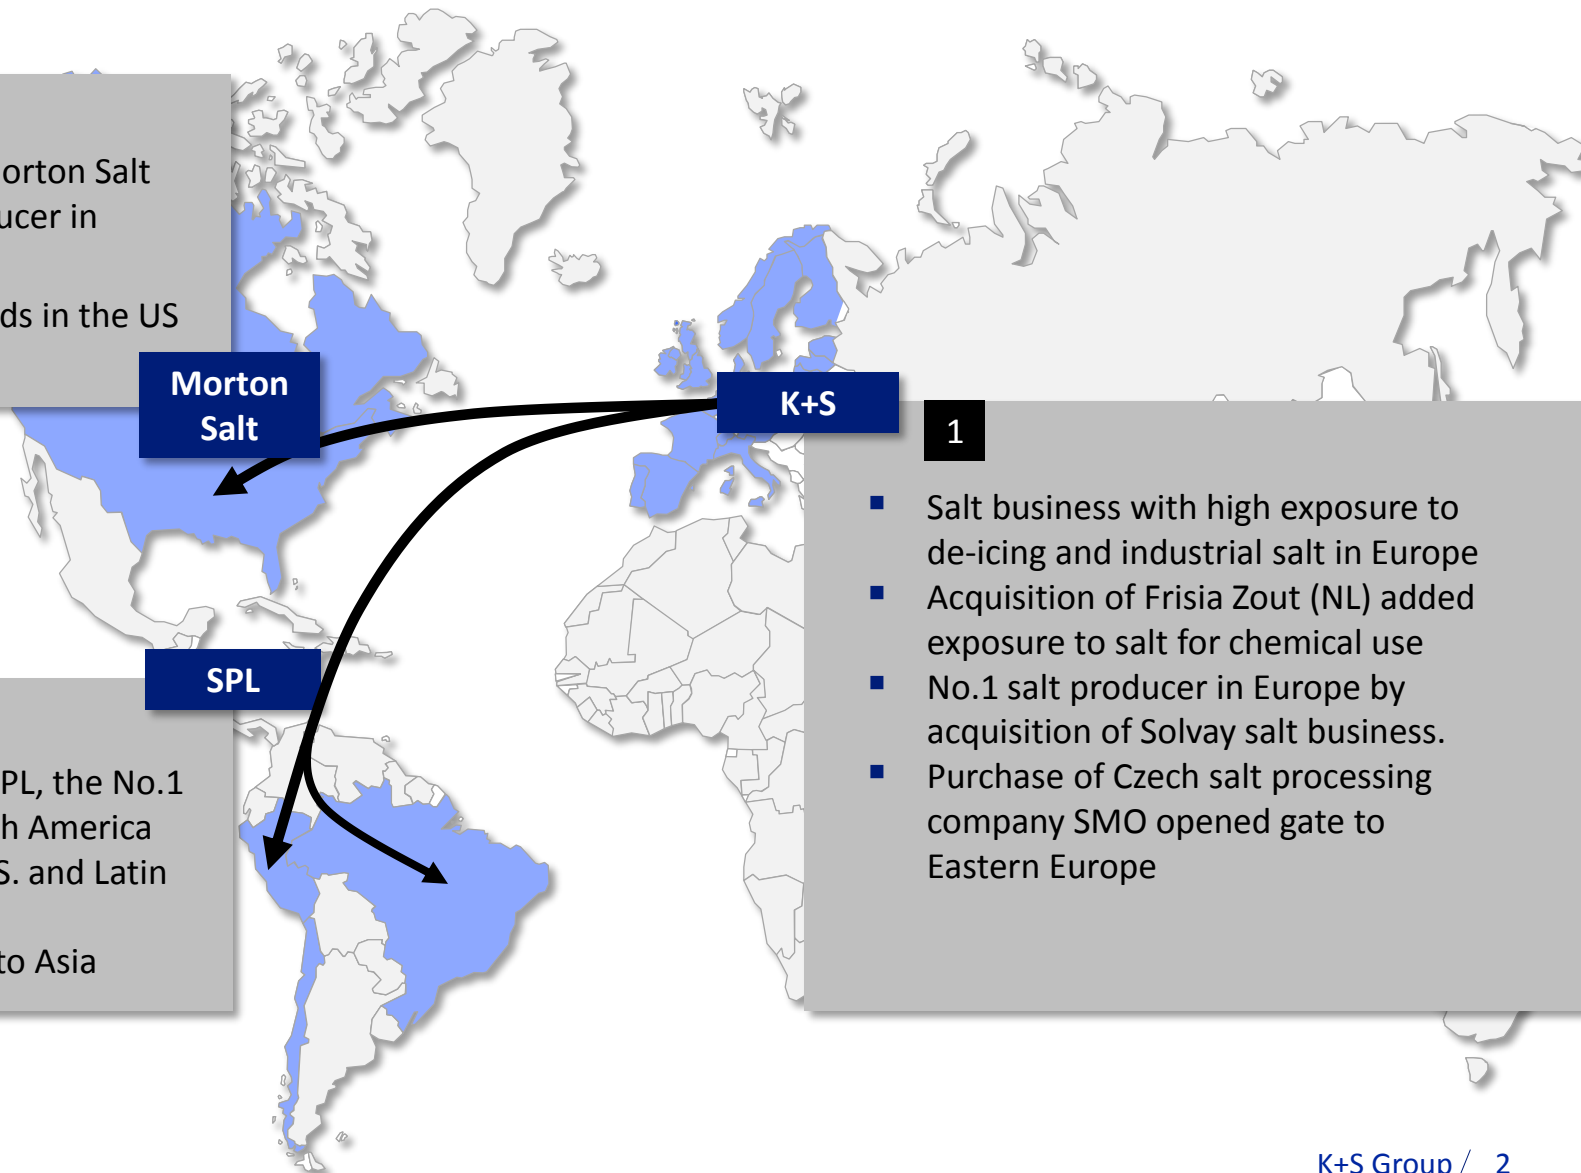 orton Salt
ucer in
ds in the US
Morton
Salt
K+S
1
▪ Salt business with high exposure to
de-icing and industrial salt in Europe
▪ Acquisition of Frisia Zout (NL) added
exposure to salt for chemical use
▪ No.1 salt producer in Europe by
acquisition of Solvay salt business.
▪ Purchase of Czech salt processing
company SMO opened gate to
Eastern Europe
SPL
PL, the No.1
h America
S. and Latin
to Asia
K+S Group / 2